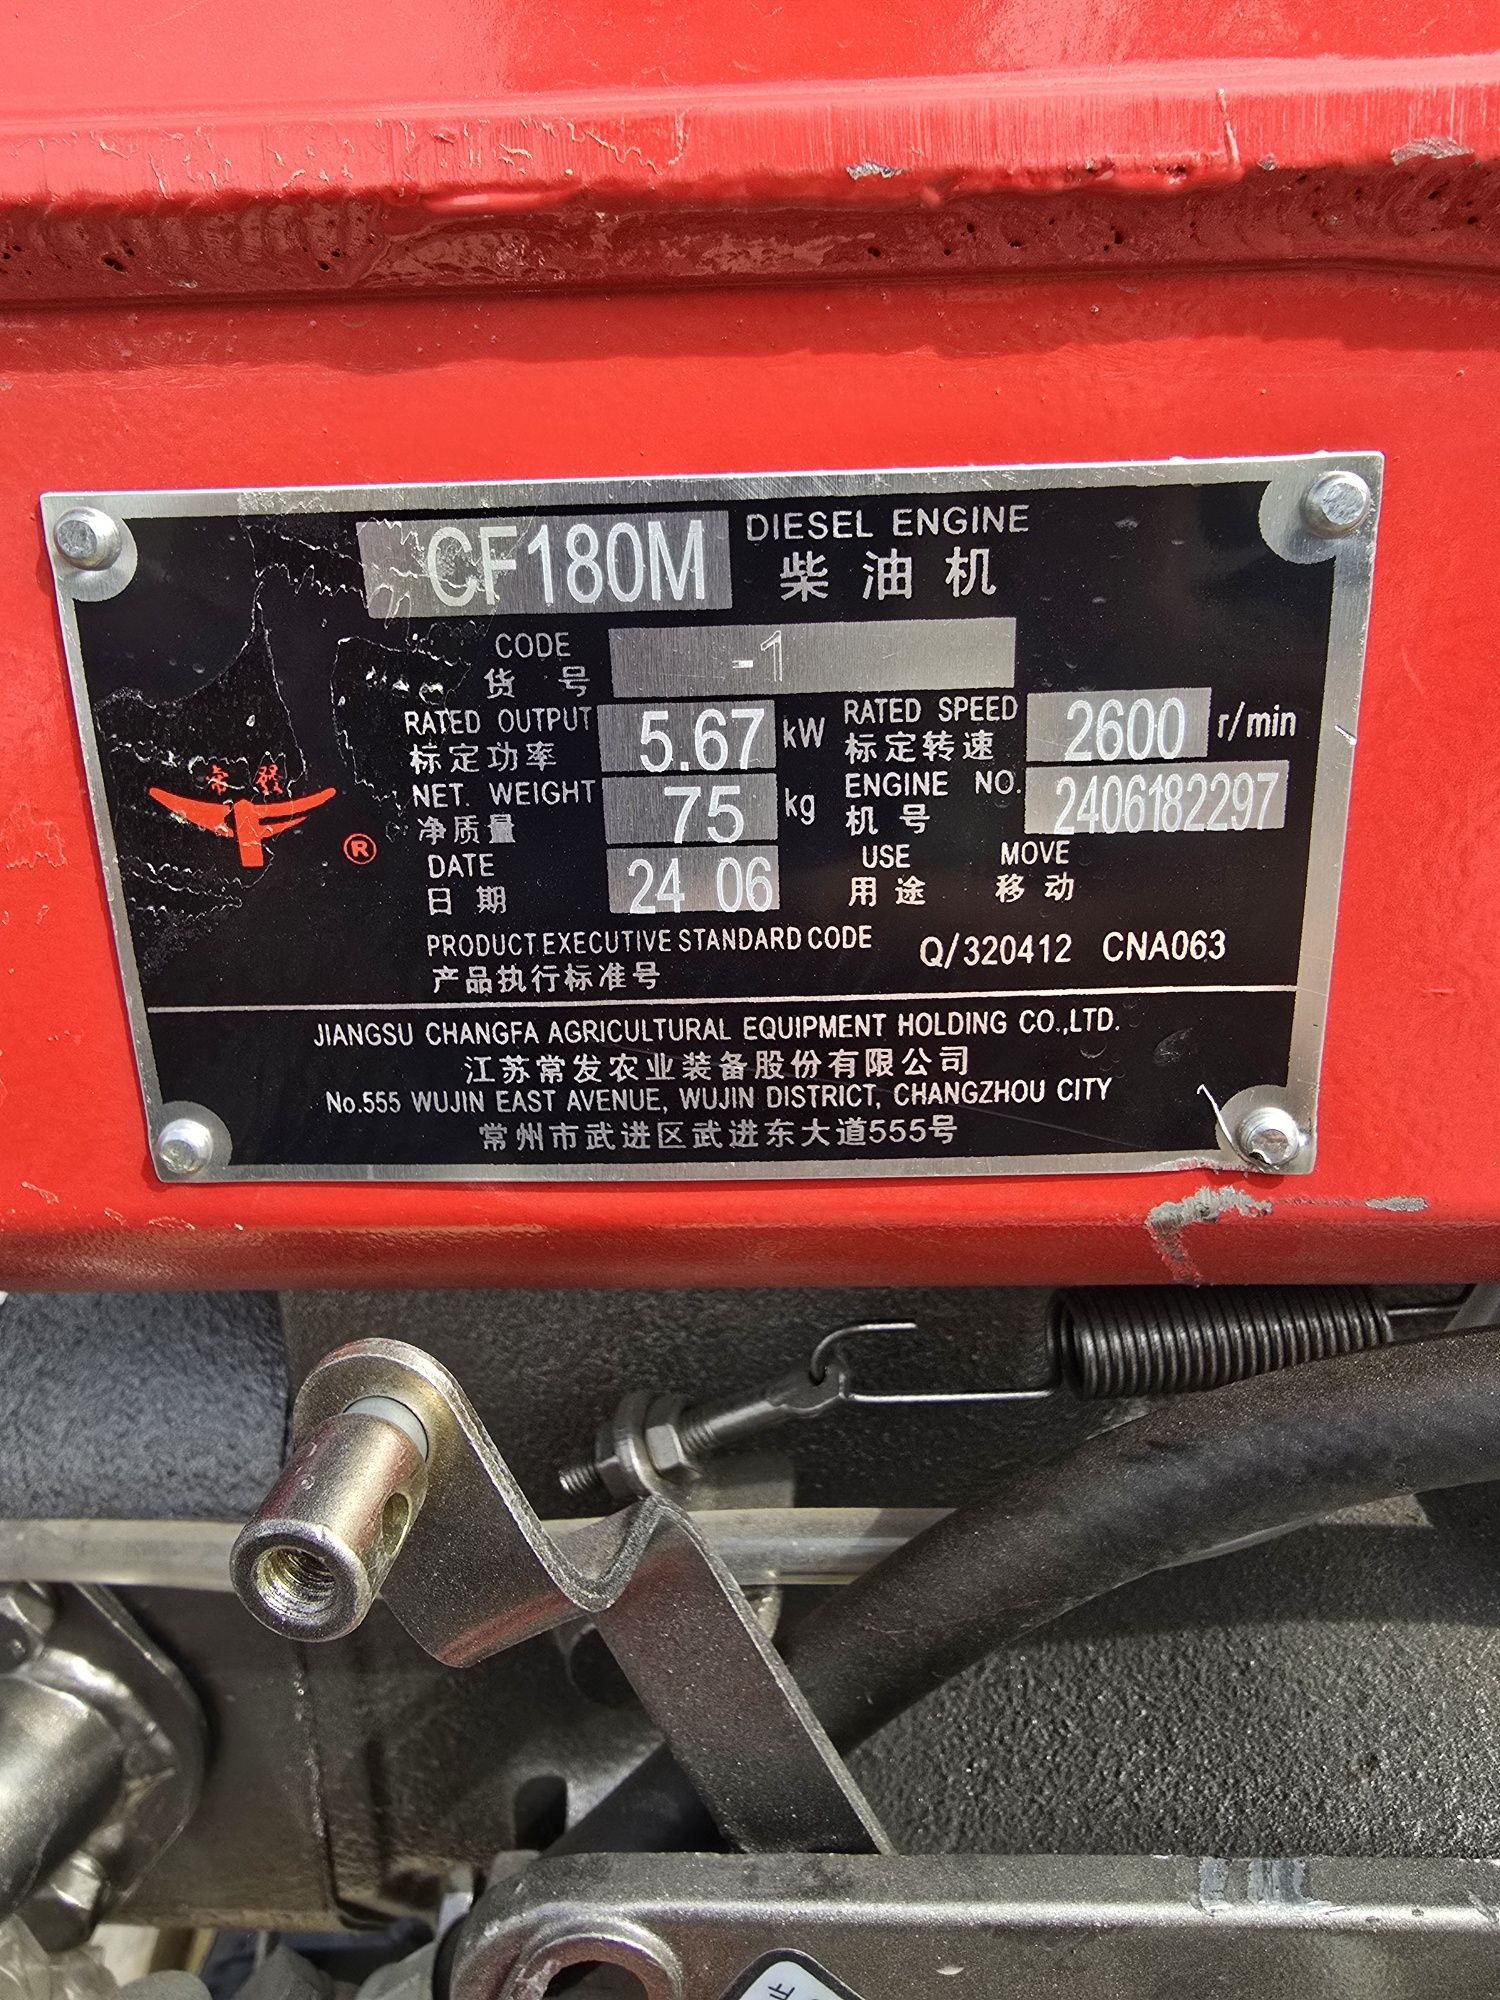 CF180M DIESEL ENGINE
柴油机
CODE -1
货号
RATED OUTPUT 5.67 kW RATED SPEED 2600 r/min
标定功率 标定转速
NET. WEIGHT 75 kg ENGINE NO. 2406182297
净质量 机号
DATE 24 06 USE MOVE
日期 用途 移动
PRODUCT EXECUTIVE STANDARD CODE Q/320412 CNA063
产品执行标准号
常发
®
JIANGSU CHANGFA AGRICULTURAL EQUIPMENT HOLDING CO.,LTD.
江苏常发农业装备股份有限公司
No.555 WUJIN EAST AVENUE, WUJIN DISTRICT, CHANGZHOU CITY
常州市武进区武进东大道555号